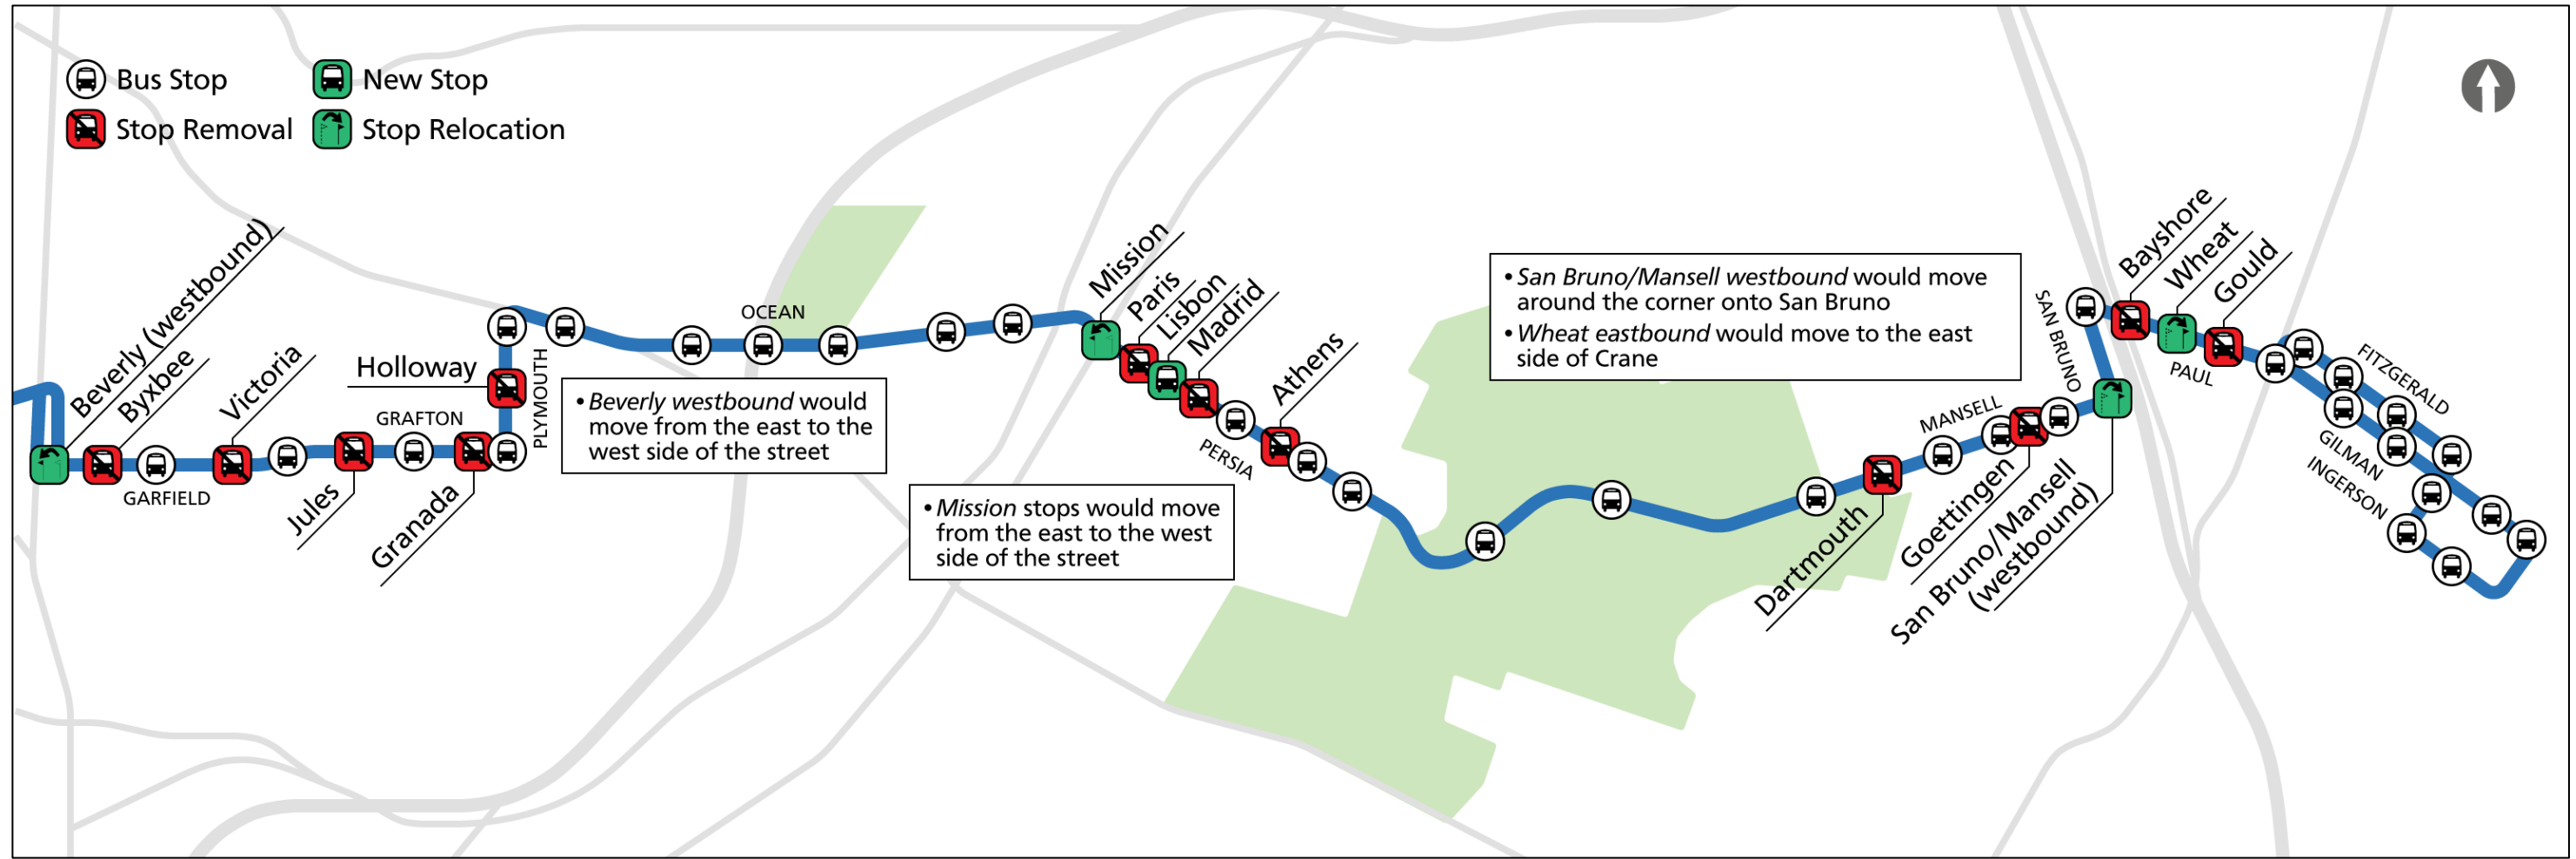 Bus Stop
New Stop
Stop Removal
Stop Relocation
Beverly (westbound)
Byxbee
Victoria
Holloway
PLYMOUTH
GRAFTON
GARFIELD
Jules
Granada
OCEAN
• Beverly westbound would
move from the east to the
west side of the street
Mission
Paris
Lisbon
Madrid
Athens
PERSIA
• Mission stops would move
from the east to the west
side of the street
• San Bruno/Mansell westbound would move
around the corner onto San Bruno
• Wheat eastbound would move to the east
side of Crane
MANSELL
Dartmouth
Goettingen
San Bruno/Mansell
(westbound)
SAN BRUNO
Bayshore
Wheat
Gould
PAUL
FITZGERALD
GILMAN
INGERSON